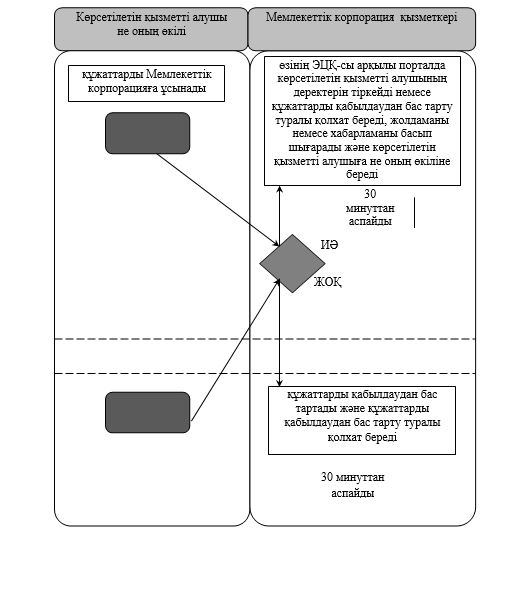 Көрсетілетін қызметті алушы
не оның өкілі
Мемлекеттік корпорация қызметкері
құжаттарды Мемлекеттік
корпорацияға ұсынады
өзінің ЭЦҚ-сы арқылы порталда
көрсетілетін қызметті алушының
деректерін тіркейді немесе
құжаттарды қабылдаудан бас тарту
туралы қолхат береді, жолдаманы
немесе хабарламаны басып
шығарады және көрсетілетін
қызметті алушыға не оның өкіліне
береді
30
минуттан
аспайды
ИӘ
ЖОҚ
құжаттарды қабылдаудан бас
тартады және құжаттарды
қабылдаудан бас тарту туралы
қолхат береді
30 минуттан
аспайды